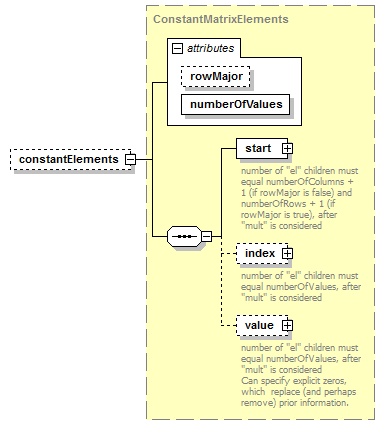 ConstantMatrixElements
attributes
rowMajor
numberOfValues
constantElements
start
number of "el" children must
equal numberOfColumns +
1 (if rowMajor is false) and
numberOfRows + 1 (if
rowMajor is true), after
"mult" is considered
index
number of "el" children must
equal numberOfValues, after
"mult" is considered
value
number of "el" children must
equal numberOfValues, after
"mult" is considered
Can specify explicit zeros,
which  replace (and perhaps
remove) prior information.